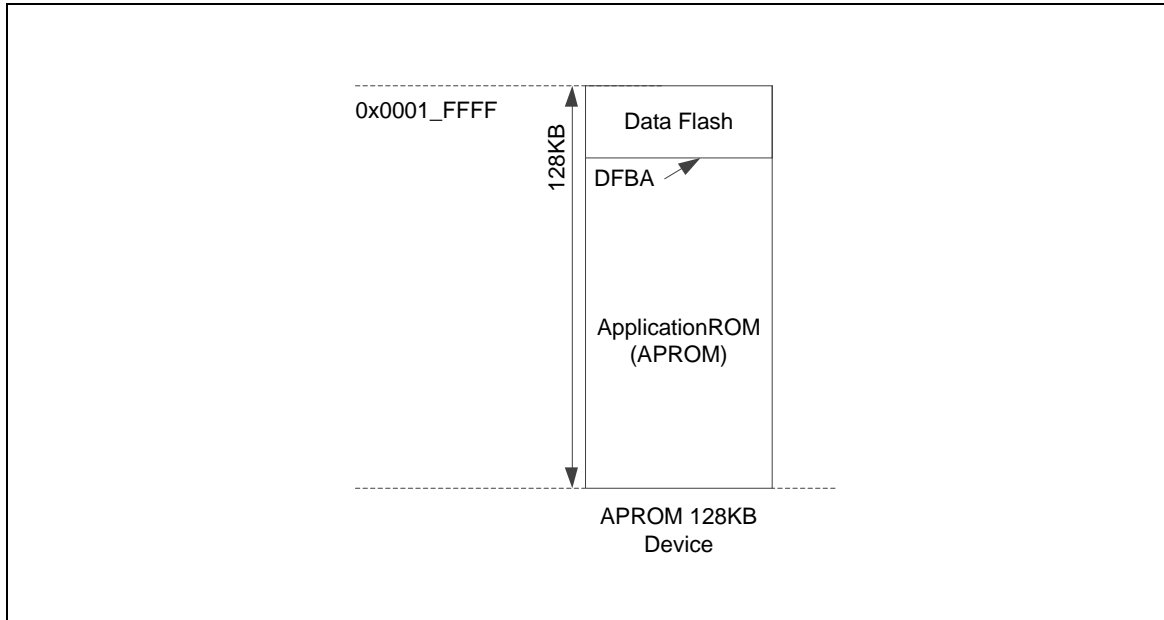 0x0001_FFFF
128KB
Data Flash
DFBA
ApplicationROM
(APROM)
APROM 128KB
Device